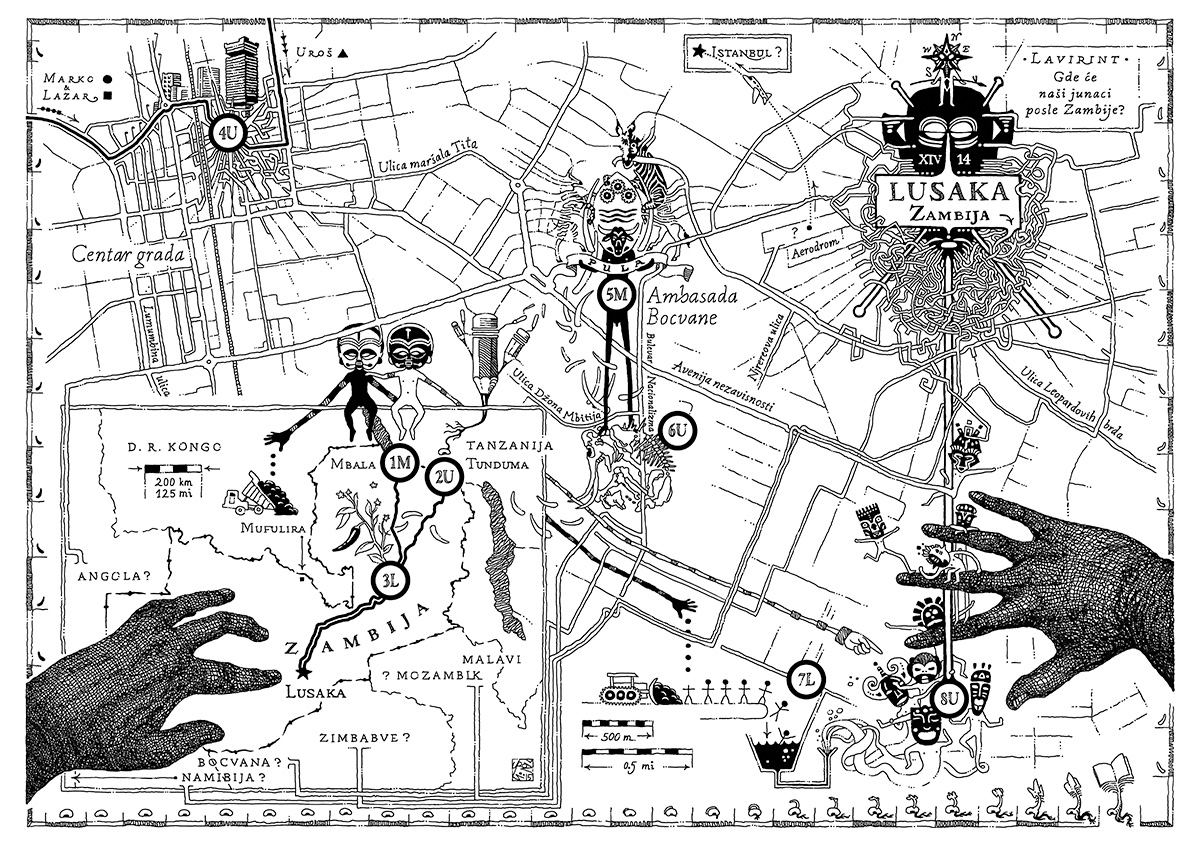 UROŠ
MARKO
&
LAZAR
4U
ISTANBUL?
N
W E
S
· LAVIRINT ·
Gde će
naši junaci
posle Zambije?
XIV 14
LUSAKA
ZAMBIJA
Ulica maršala Tita
Centar grada
PULA
?
Aerodrom
5M
Ambasada
Bocvane
Lumumbina
ulica
Bulevar Nacionalizma
Njererova ulica
Avenija nezavisnosti
Ulica Džona Mbitija
Ulica Leopardovih brda
6U
D. R. KONGO
200 km
125 mi
MBALA
1M
2U
TANZANIJA
TUNDUMA
MUFULIRA
3L
ANGOLA?
ZAMBIJA
LUSAKA
MALAVI
? MOZAMBIK
ZIMBABVE?
BOCVANA?
NAMIBIJA?
7L
8U
500 m
0,5 mi